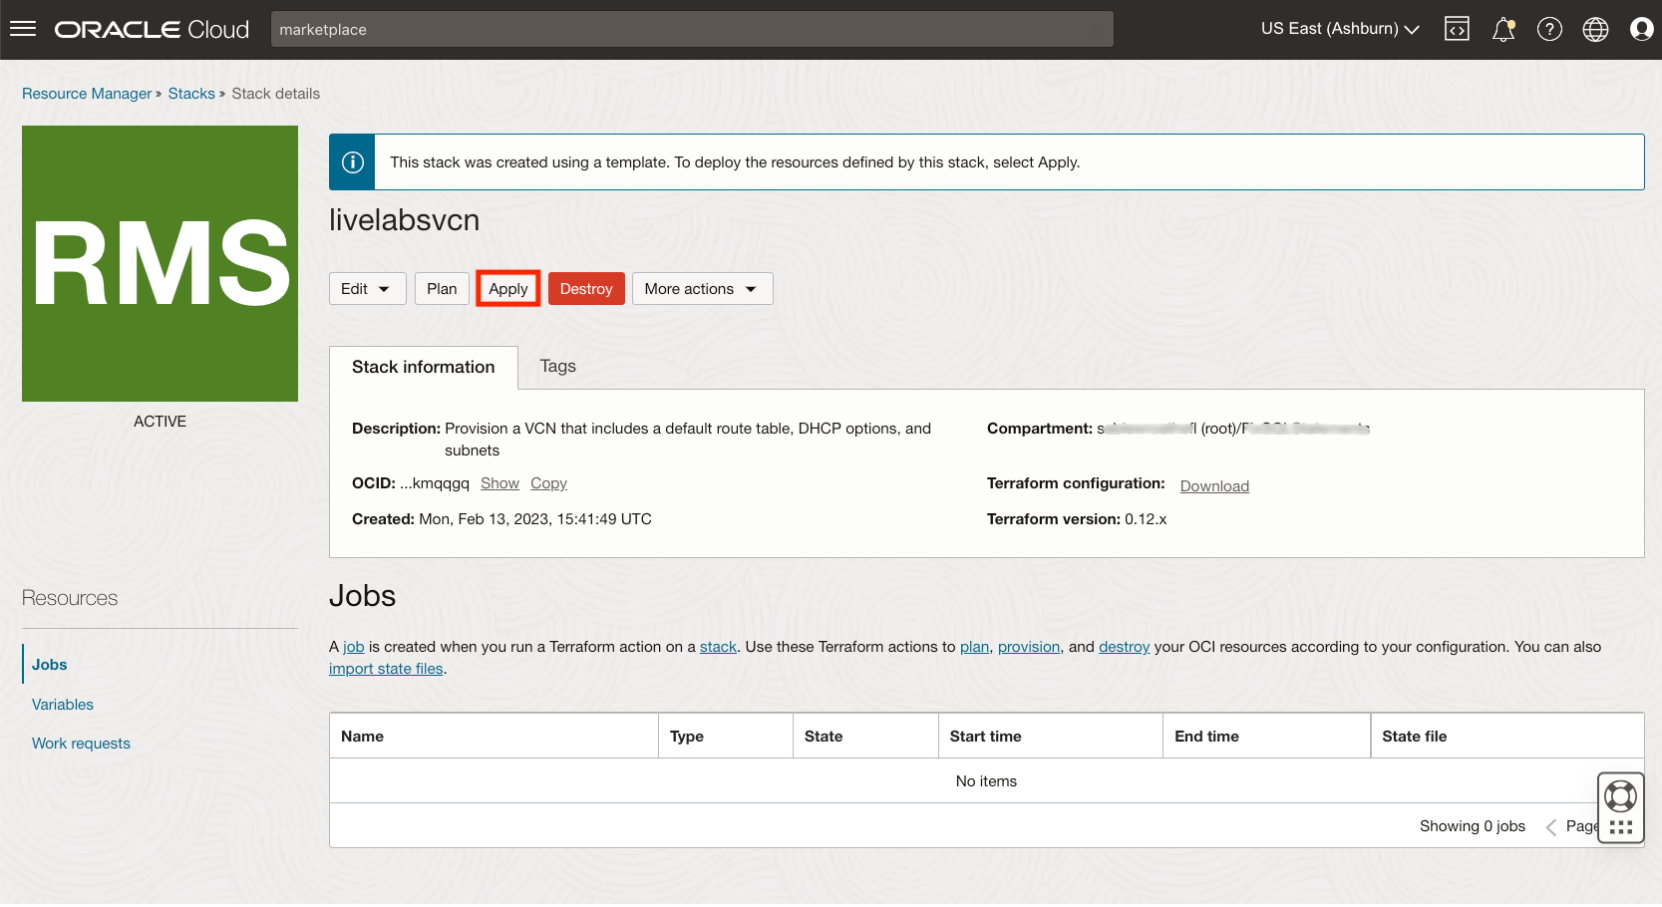 ORACLE Cloud
marketplace
US East (Ashburn)
Resource Manager » Stacks » Stack details
RMS
ACTIVE
This stack was created using a template. To deploy the resources defined by this stack, select Apply.
livelabsvcn
Edit Plan Apply Destroy More actions
Stack information Tags
Description: Provision a VCN that includes a default route table, DHCP options, and
subnets
OCID: ...kmqqgq Show Copy
Created: Mon, Feb 13, 2023, 15:41:49 UTC
Compartment: (root)/
Terraform configuration: Download
Terraform version: 0.12.x
Resources
Jobs
Variables
Work requests
Jobs
A job is created when you run a Terraform action on a stack. Use these Terraform actions to plan, provision, and destroy your OCI resources according to your configuration. You can also
import state files.
Name Type State Start time End time State file
No items
Showing 0 jobs Page